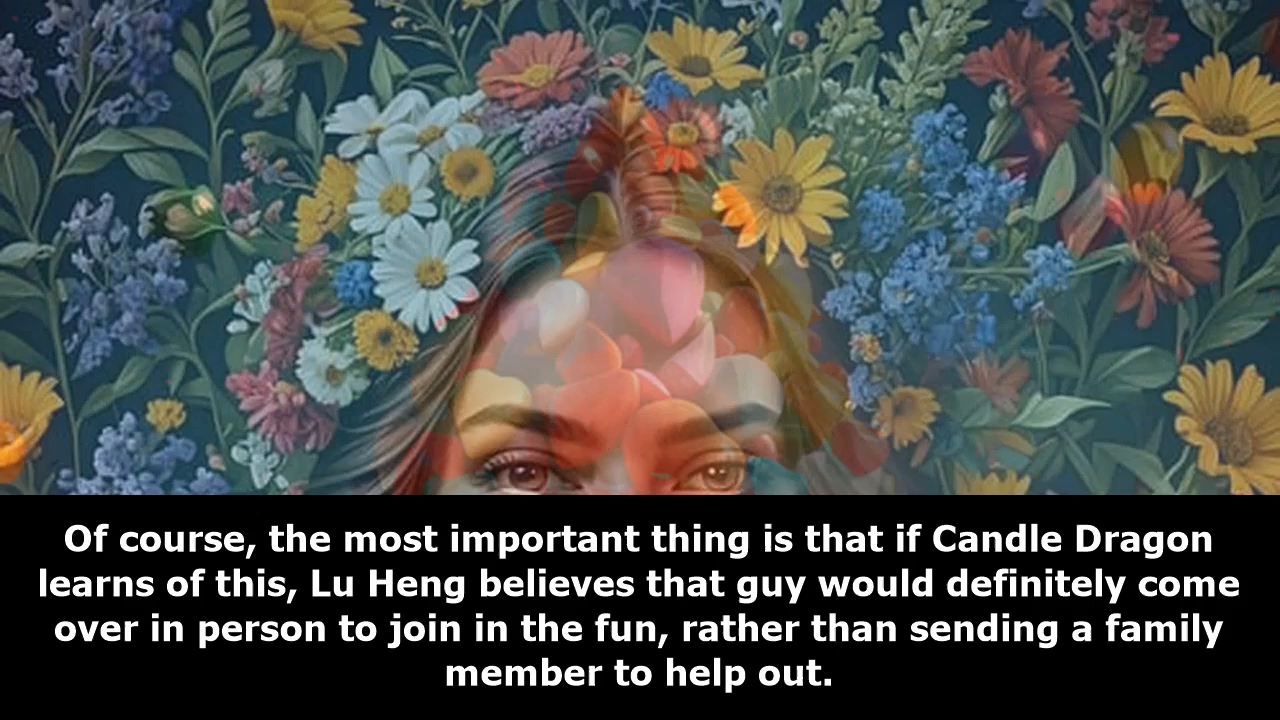 Of course, the most important thing is that if Candle Dragon
learns of this, Lu Heng believes that guy would definitely come
over in person to join in the fun, rather than sending a family
member to help out.